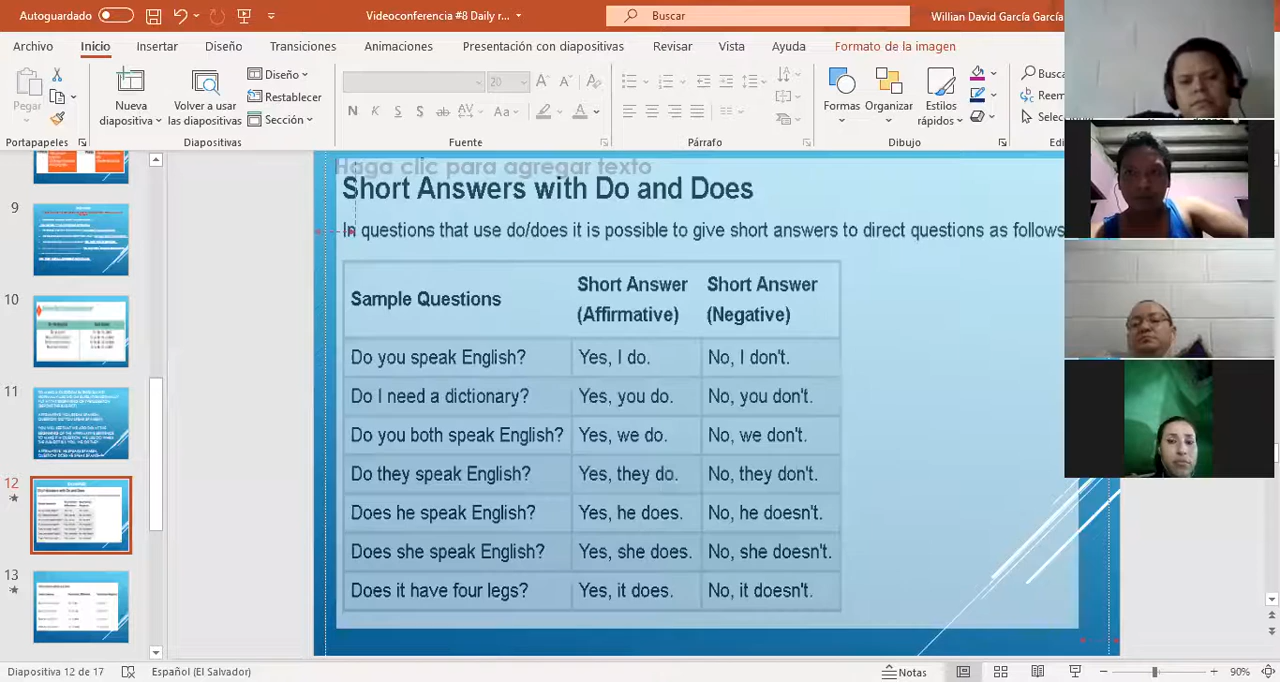 Autoguardado
Videoconferencia #8 Daily r...
Buscar
Willian David García García
Archivo Inicio Insertar Diseño Transiciones Animaciones Presentación con diapositivas Revisar Vista Ayuda Formato de la imagen
Pegar
Nueva diapositiva
Volver a usar las diapositivas
Diseño
Restablecer
Sección
20
N K S S ab AV Aa A
Formas Organizar Estilos rápidos
Busca
Reem
Selecc
Portapapeles Diapositivas Fuente Párrafo Dibujo Edi
9
10
11
12
13
Haga clic para agregar texto
Short Answers with Do and Does
In questions that use do/does it is possible to give short answers to direct questions as follows
Sample Questions Short Answer (Affirmative) Short Answer (Negative)
Do you speak English? Yes, I do. No, I don't.
Do I need a dictionary? Yes, you do. No, you don't.
Do you both speak English? Yes, we do. No, we don't.
Do they speak English? Yes, they do. No, they don't.
Does he speak English? Yes, he does. No, he doesn't.
Does she speak English? Yes, she does. No, she doesn't.
Does it have four legs? Yes, it does. No, it doesn't.
Diapositiva 12 de 17 Español (El Salvador) Notas 90%